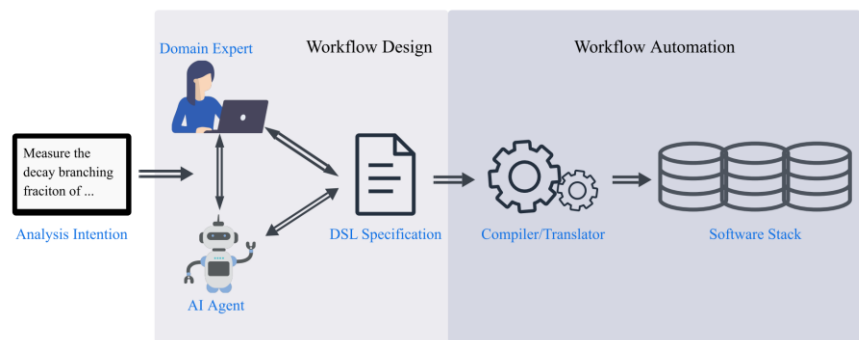 Domain Expert
Workflow Design
Workflow Automation
Measure the
decay branching
fraciton of ...
Analysis Intention
DSL Specification
Compiler/Translator
Software Stack
AI Agent